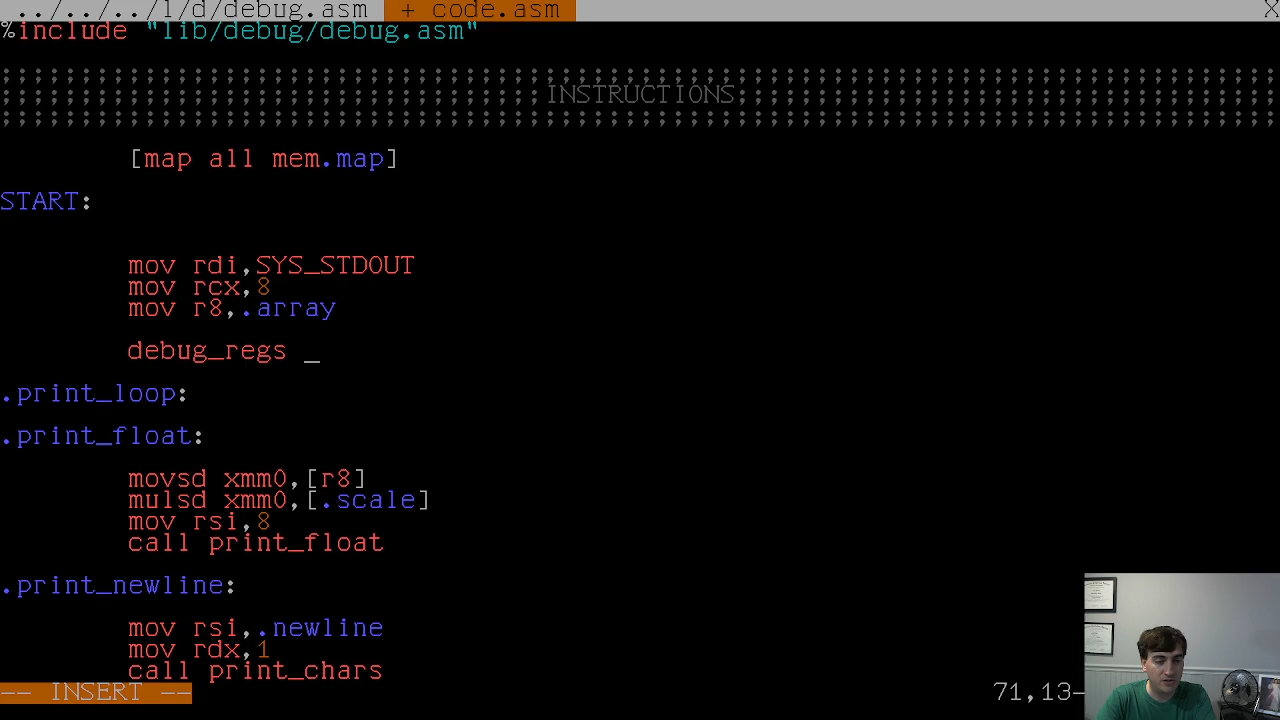 ../../../l/d/debug.asm + code.asm X
%include "lib/debug/debug.asm"
;;;;;;;;;;;;;;;;;;;;;;;;;;;;;;;;;;;;;;;;;;;;;;;;;;;;;;;;;;;;;;;;;;;;;;;;;;;;;;;;
;;;;;;;;;;;;;;;;;;;;;;;;;;;;;;;;;;INSTRUCTIONS;;;;;;;;;;;;;;;;;;;;;;;;;;;;;;;;;;
;;;;;;;;;;;;;;;;;;;;;;;;;;;;;;;;;;;;;;;;;;;;;;;;;;;;;;;;;;;;;;;;;;;;;;;;;;;;;;;;
[map all mem.map]
START:
mov rdi,SYS_STDOUT
mov rcx,8
mov r8,.array
debug_regs _
.print_loop:
.print_float:
movsd xmm0,[r8]
mulsd xmm0,[.scale]
mov rsi,8
call print_float
.print_newline:
mov rsi,.newline
mov rdx,1
call print_chars
-- INSERT -- 71,13-